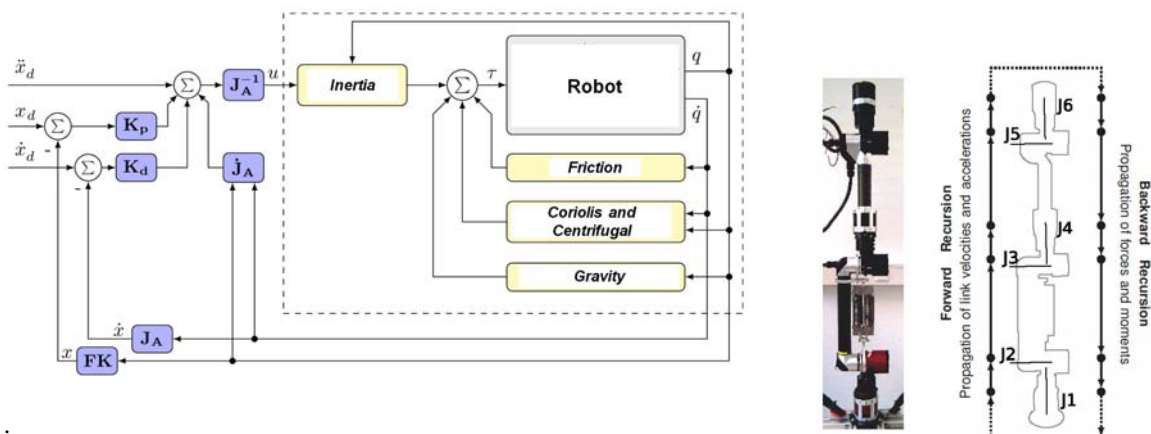 ẍ_d
x_d
-
ẋ_d
-
Σ
Σ
Σ
K_p
K_d
J_A^{-1}
u
J̇_A
Inertia
Σ
τ
Robot
q
q̇
Friction
Coriolis and
Centrifugal
Gravity
ẋ
J_A
x
FK
.
Forward Recursion
Propagation of link velocities and accelerations
J6
J5
J4
J3
J2
J1
Backward Recursion
Propagation of forces and moments